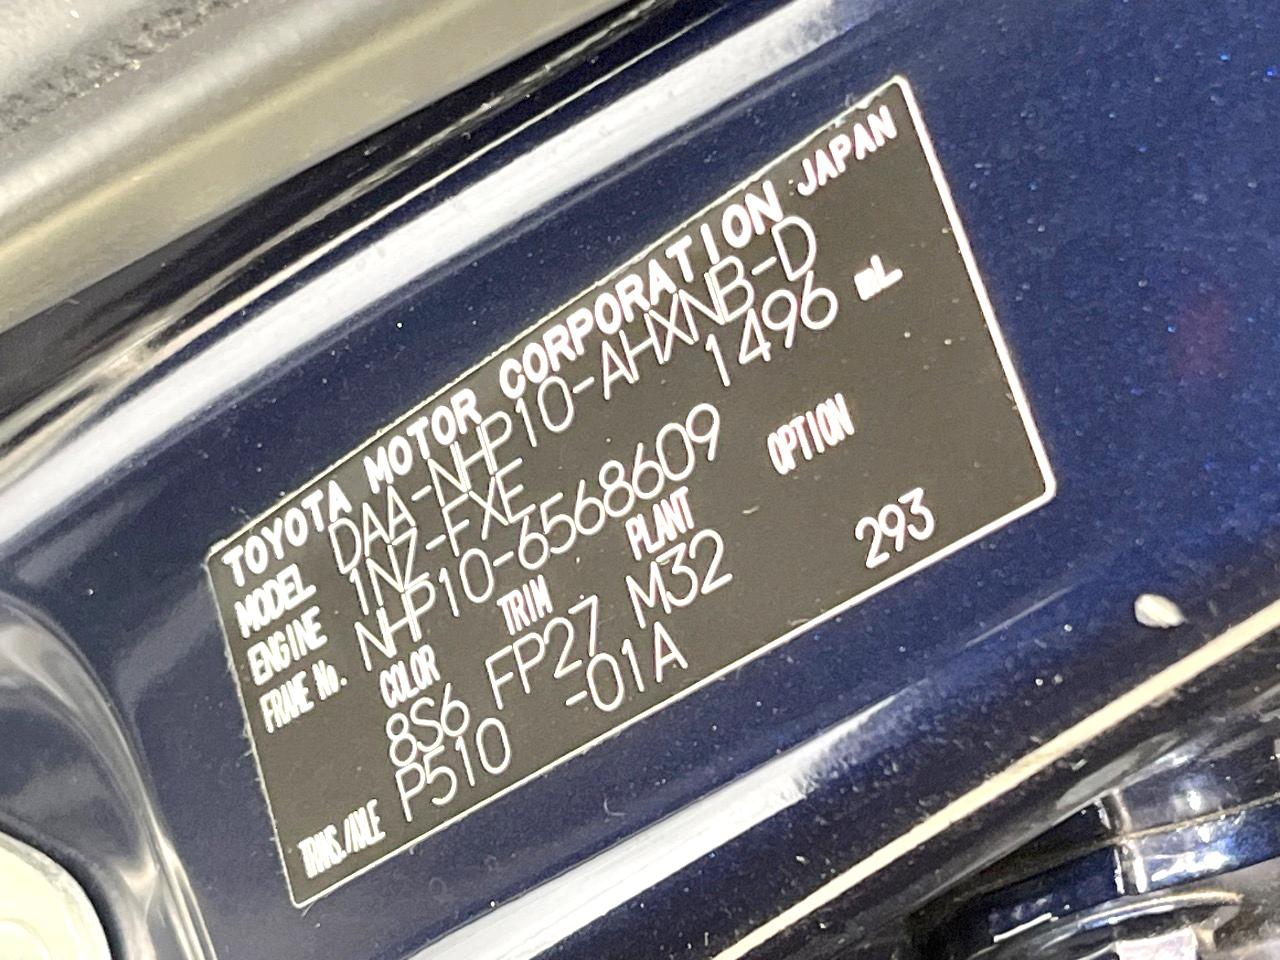 TOYOTA MOTOR CORPORATION JAPAN
MODEL DAA-NHP10-AHXNB-D
ENGINE 1NZ-FXE 1496 mL
FRAME No. NHP10-6568609
COLOR TRIM PLANT OPTION
8S6 FP27 M32 293
TRNS./AXLE P510 -01A